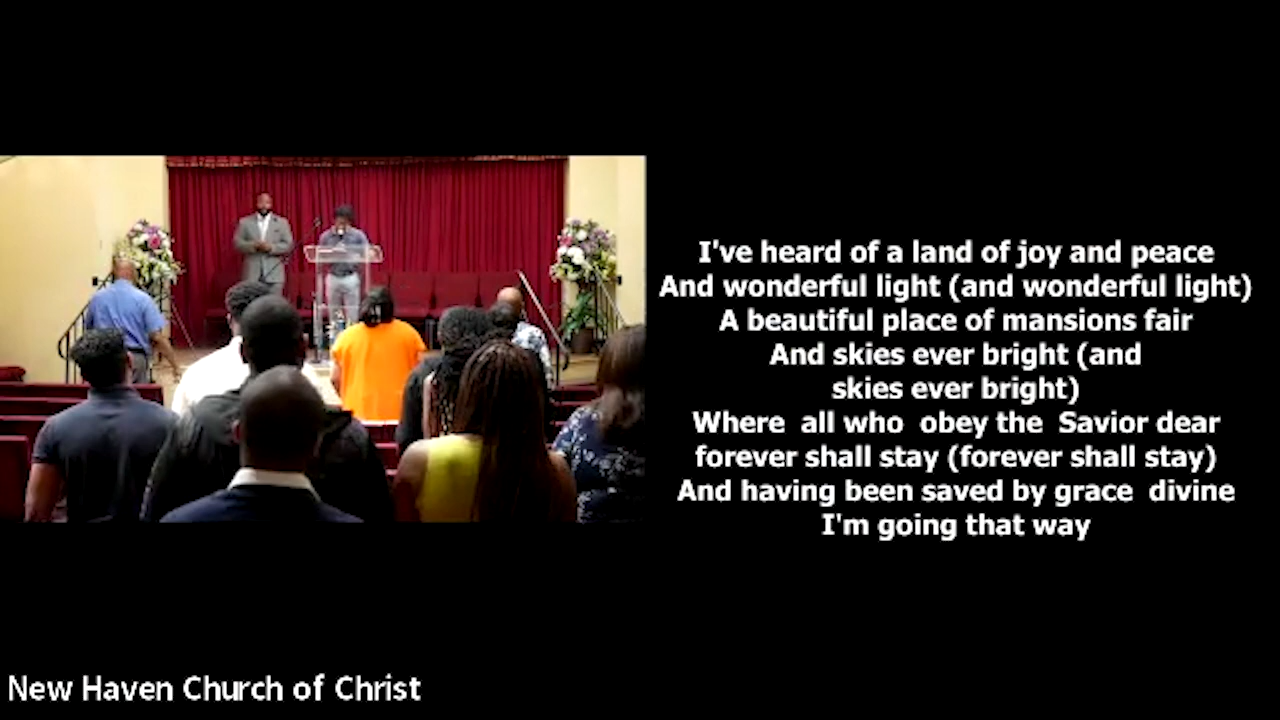 I've heard of a land of joy and peace
And wonderful light (and wonderful light)
A beautiful place of mansions fair
And skies ever bright (and
skies ever bright)
Where all who obey the Savior dear
forever shall stay (forever shall stay)
And having been saved by grace divine
I'm going that way
New Haven Church of Christ